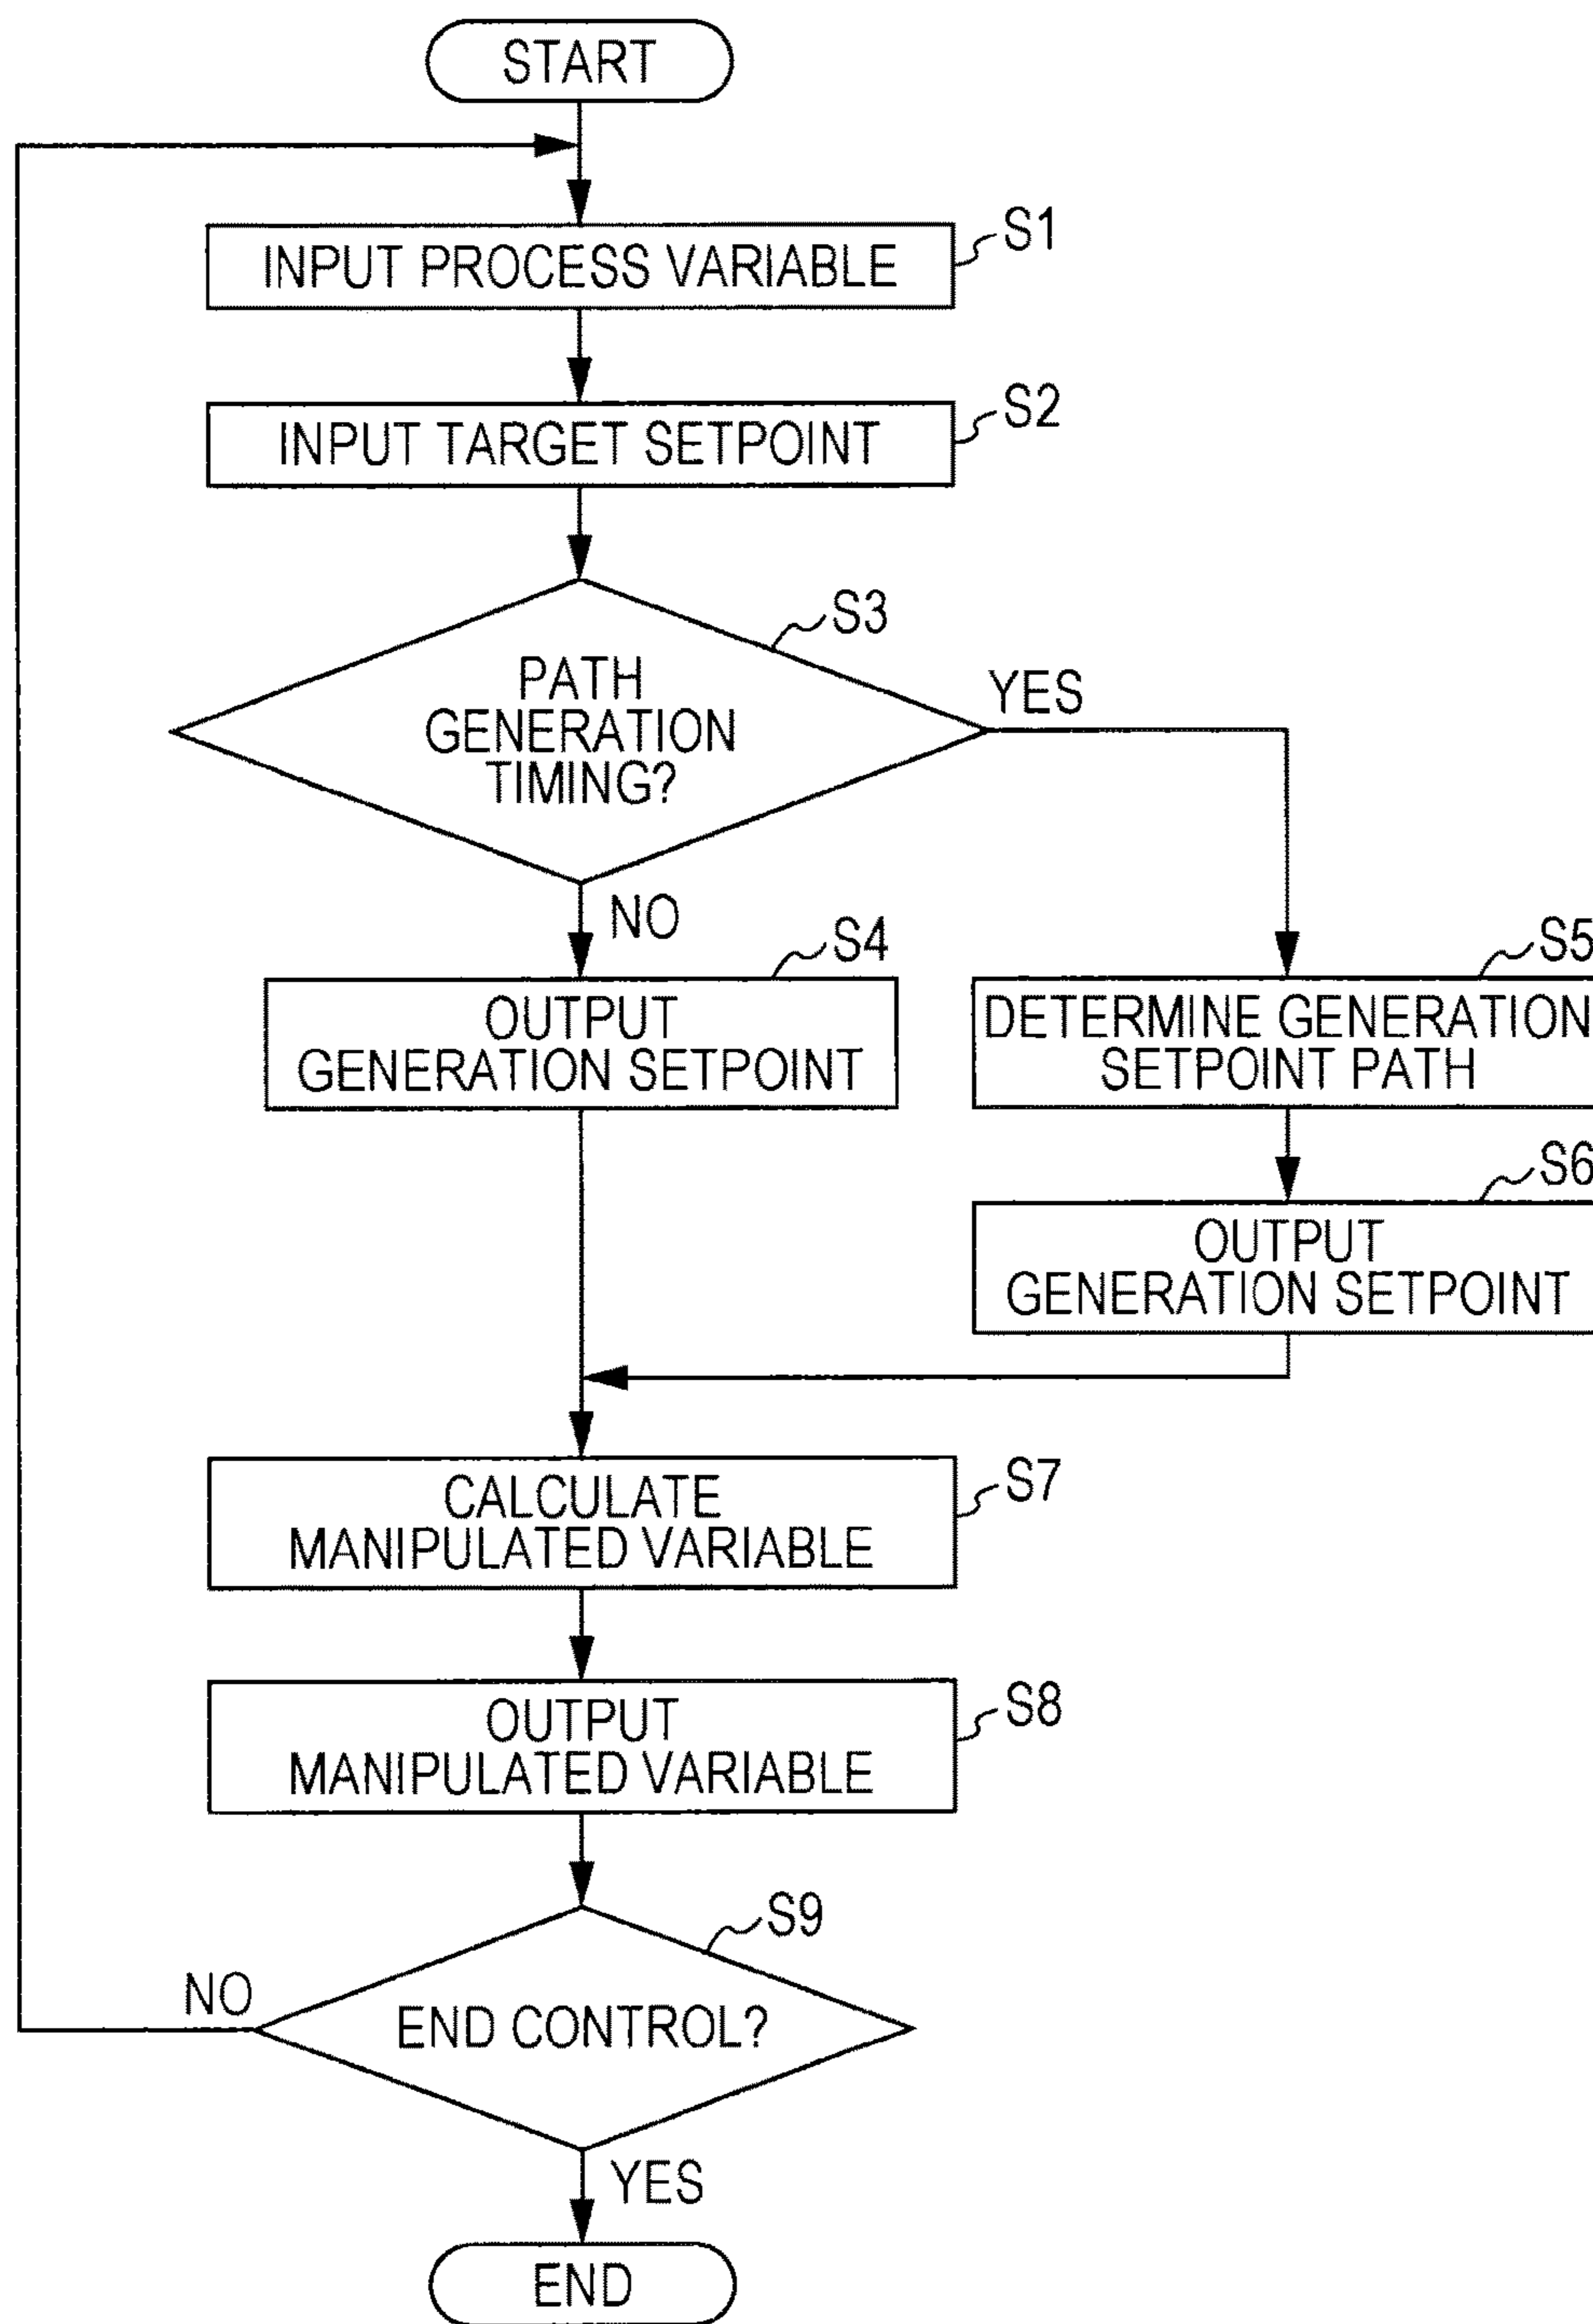 START
INPUT PROCESS VARIABLE
S1
INPUT TARGET SETPOINT
S2
S3
PATH
GENERATION
TIMING?
YES
NO
S4
OUTPUT
GENERATION SETPOINT
S5
DETERMINE GENERATION
SETPOINT PATH
S6
OUTPUT
GENERATION SETPOINT
S7
CALCULATE
MANIPULATED VARIABLE
S8
OUTPUT
MANIPULATED VARIABLE
S9
NO
END CONTROL?
YES
END